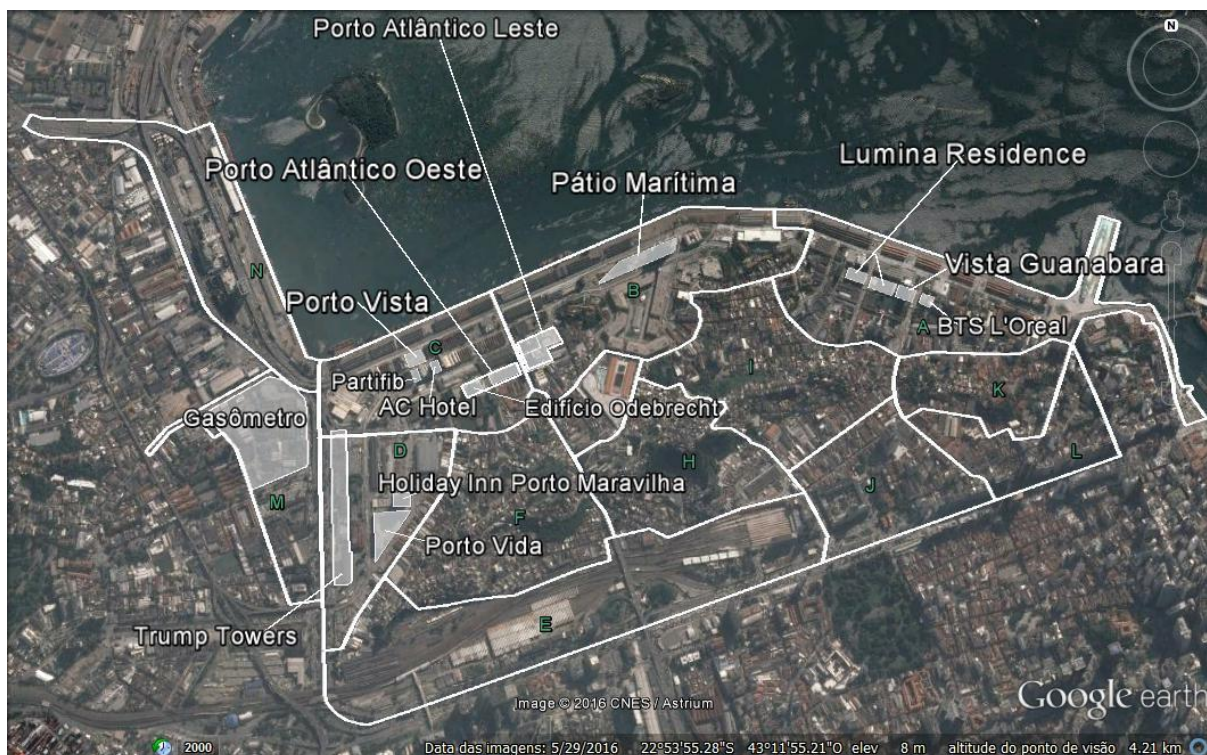 Porto Atlântico Leste
N
Porto Atlântico Oeste
Pátio Marítima
Lumina Residence
Vista Guanabara
N
B
Porto Vista
C
A
BTS L'Oreal
Partifib
AC Hotel
Edifício Odebrecht
I
K
Gasômetro
D
H
L
Holiday Inn Porto Maravilha
J
M
F
Porto Vida
Trump Towers
E
Image © 2016 CNES / Astrium
Google earth
2000
Data das imagens: 5/29/2016 22°53'55.28"S 43°11'55.21"O elev 8 m altitude do ponto de visão 4.21 km